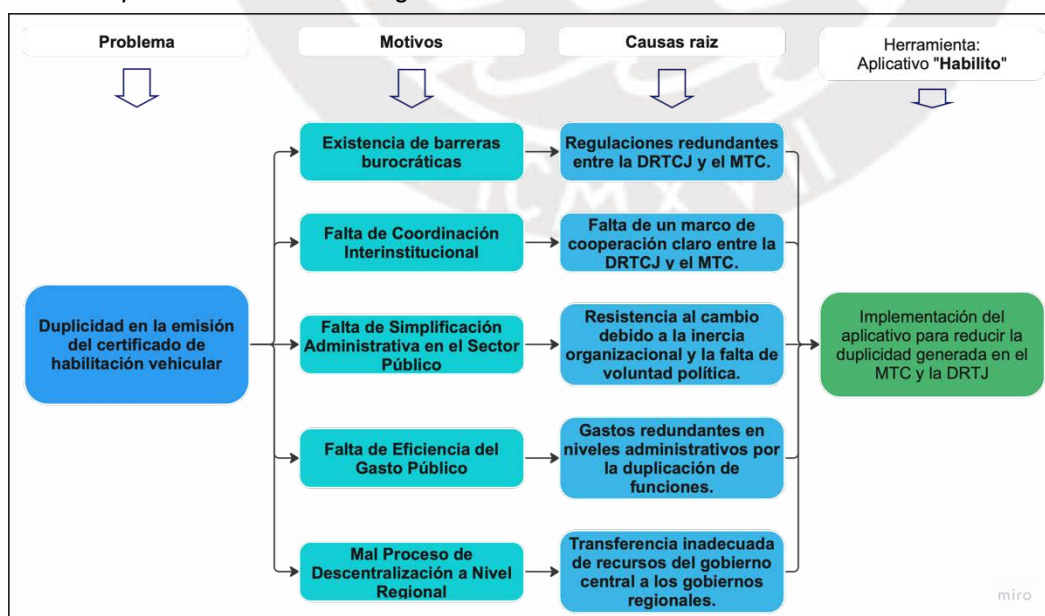 Problema
Motivos
Causas raiz
Herramienta:
Aplicativo "Habilito"
Existencia de barreras
burocráticas
Regulaciones redundantes
entre la DRTCJ y el MTC.
Falta de Coordinación
Interinstitucional
Falta de un marco de
cooperación claro entre la
DRTCJ y el MTC.
Duplicidad en la emisión
del certificado de
habilitación vehicular
Falta de Simplificación
Administrativa en el Sector
Público
Resistencia al cambio
debido a la inercia
organizacional y la falta de
voluntad política.
Implementación del
aplicativo para reducir la
duplicidad generada en el
MTC y la DRTJ
Falta de Eficiencia del
Gasto Público
Gastos redundantes en
niveles administrativos por
la duplicación de
funciones.
Mal Proceso de
Descentralización a Nivel
Regional
Transferencia inadecuada
de recursos del gobierno
central a los gobiernos
regionales.
miro